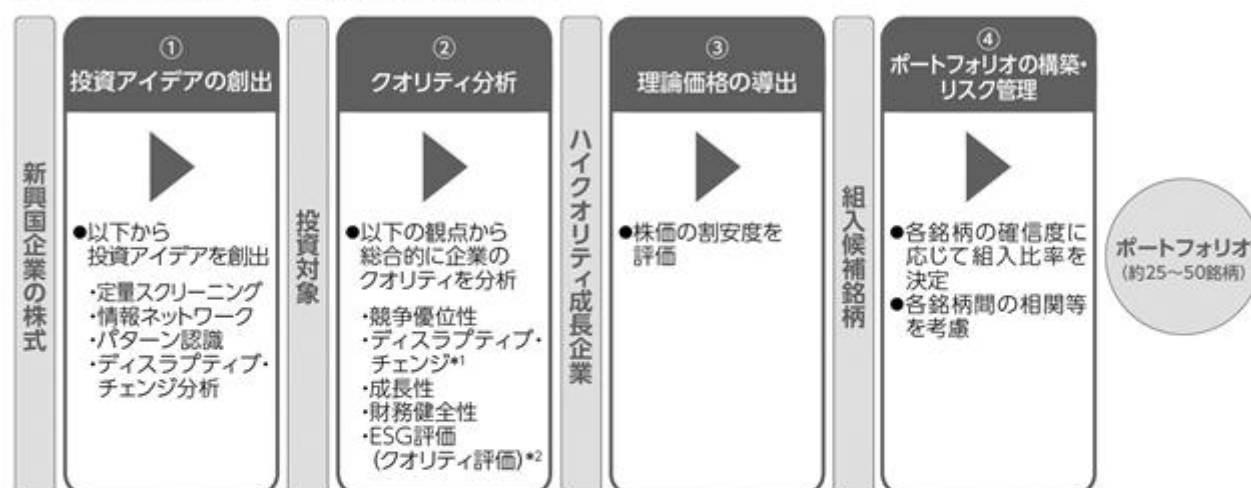 新興国企業の株式
①
投資アイデアの創出
●以下から
投資アイデアを創出
・定量スクリーニング
・情報ネットワーク
・パターン認識
・ディスラプティブ・
チェンジ分析
投資対象
②
クオリティ分析
●以下の観点から
総合的に企業の
クオリティを分析
・競争優位性
・ディスラプティブ・
チェンジ*1
・成長性
・財務健全性
・ESG評価
(クオリティ評価)*2
ハイクオリティ成長企業
③
理論価格の導出
●株価の割安度を
評価
組入候補銘柄
④
ポートフォリオの構築・
リスク管理
●各銘柄の確信度に
応じて組入比率を
決定
●各銘柄間の相関等
を考慮
ポートフォリオ
(約25～50銘柄)